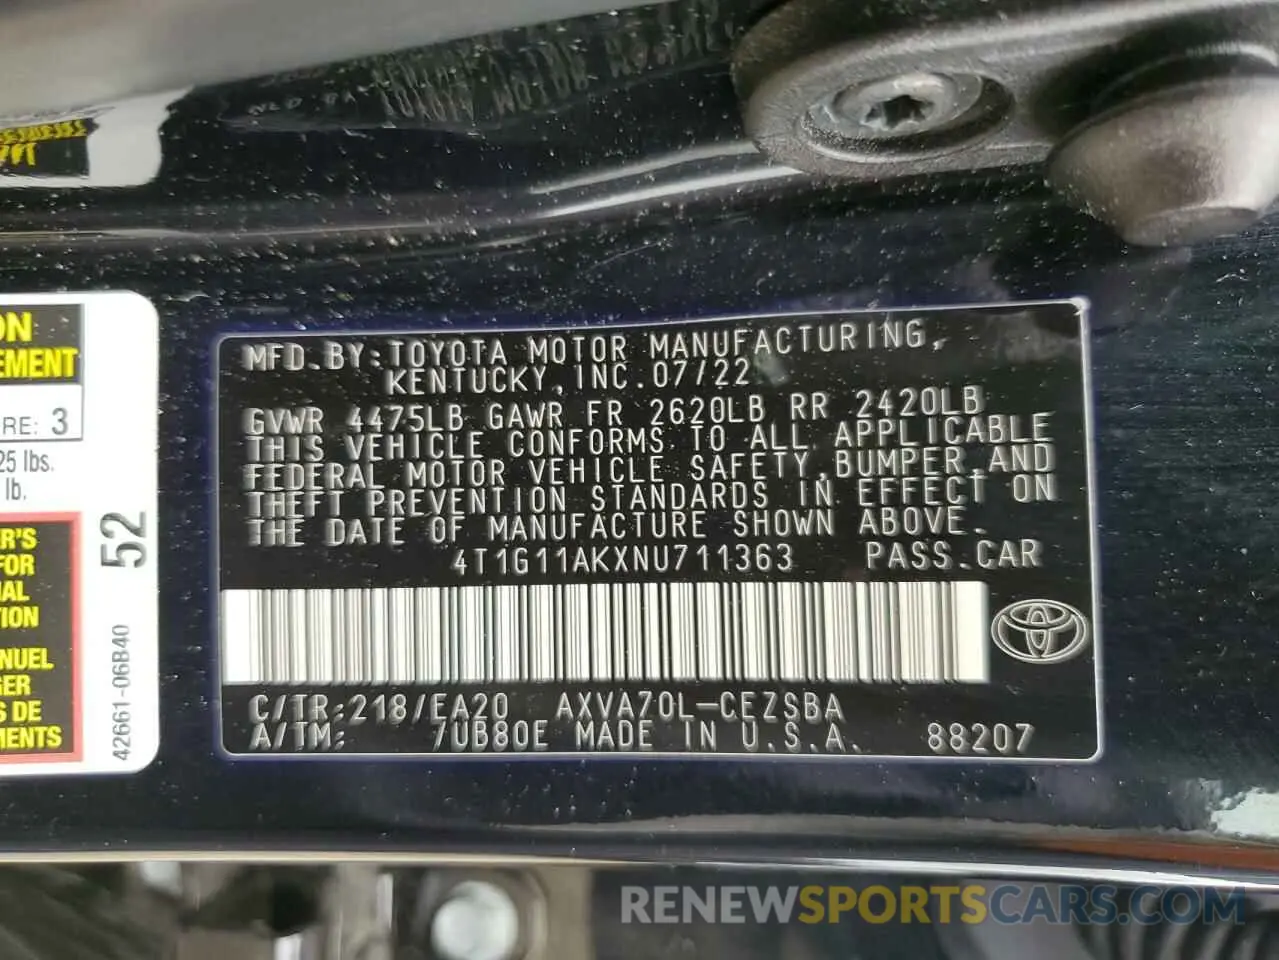 ON
EMENT
RE: 3
25 lbs.
lb.
52
42661-06B40
R'S
FOR
NAL
TION
NUEL
GER
S DE
MENTS
MFD. BY: TOYOTA MOTOR MANUFACTURING,
KENTUCKY, INC. 07/22
GVWR 4475LB GAWR FR 2620LB RR 2420LB
THIS VEHICLE CONFORMS TO ALL APPLICABLE
FEDERAL MOTOR VEHICLE SAFETY, BUMPER, AND
THEFT PREVENTION STANDARDS IN EFFECT ON
THE DATE OF MANUFACTURE SHOWN ABOVE.
4T1G11AKXNU711363 PASS. CAR
C/TR: 218/EA20 AXVA70L-CEZSBA
A/TM: /UB80E MADE IN U.S.A. 88207
RENEWSPORTSCARS.COM